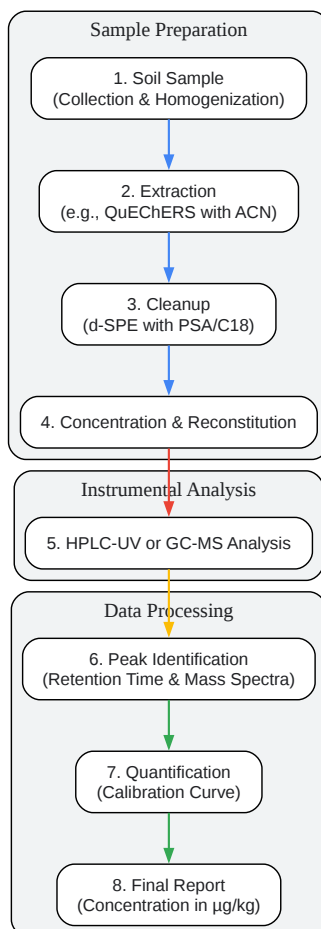 Sample Preparation
1. Soil Sample
(Collection & Homogenization)
2. Extraction
(e.g., QuEChERS with ACN)
3. Cleanup
(d-SPE with PSA/C18)
4. Concentration & Reconstitution
Instrumental Analysis
5. HPLC-UV or GC-MS Analysis
Data Processing
6. Peak Identification
(Retention Time & Mass Spectra)
7. Quantification
(Calibration Curve)
8. Final Report
(Concentration in µg/kg)